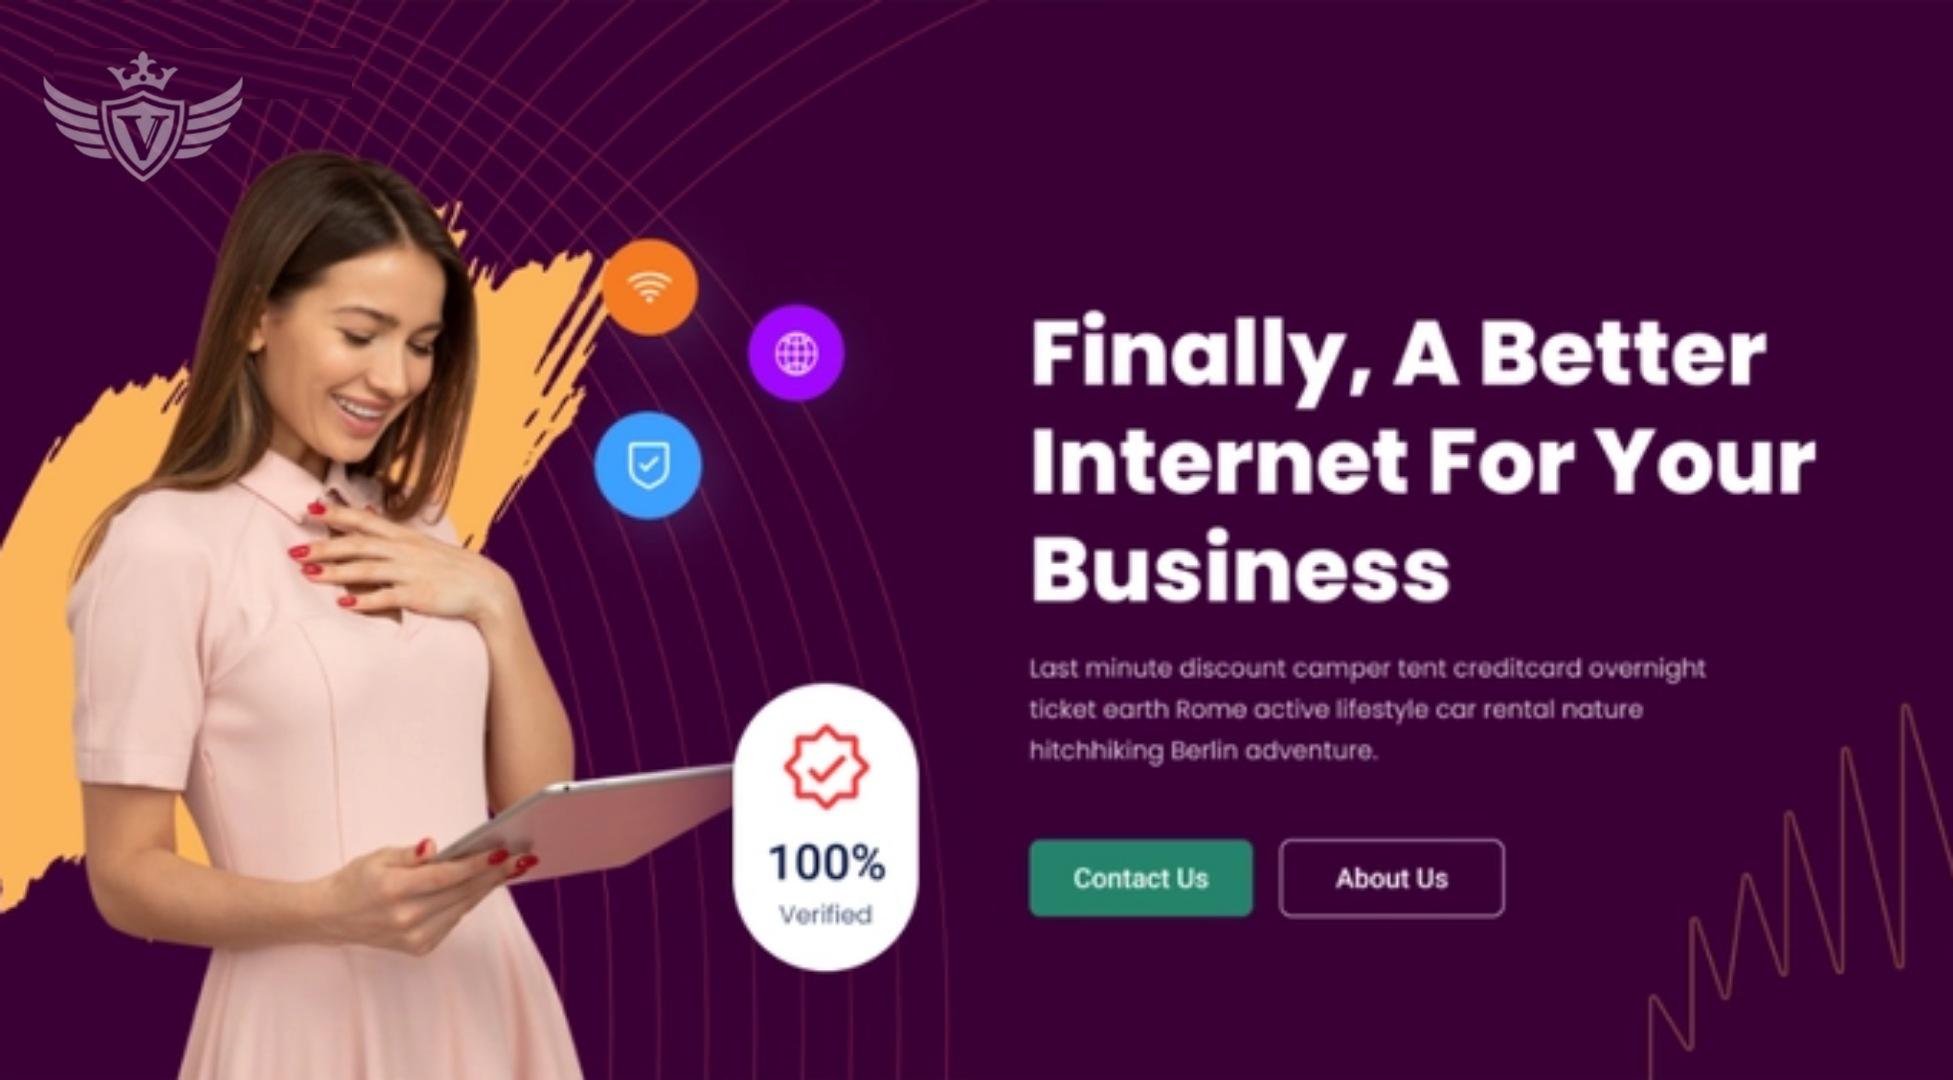 V
Finally, A Better
Internet For Your
Business
Last minute discount camper tent creditcard overnight
ticket earth Rome active lifestyle car rental nature
hitchhiking Berlin adventure.
100%
Verified
Contact Us
About Us